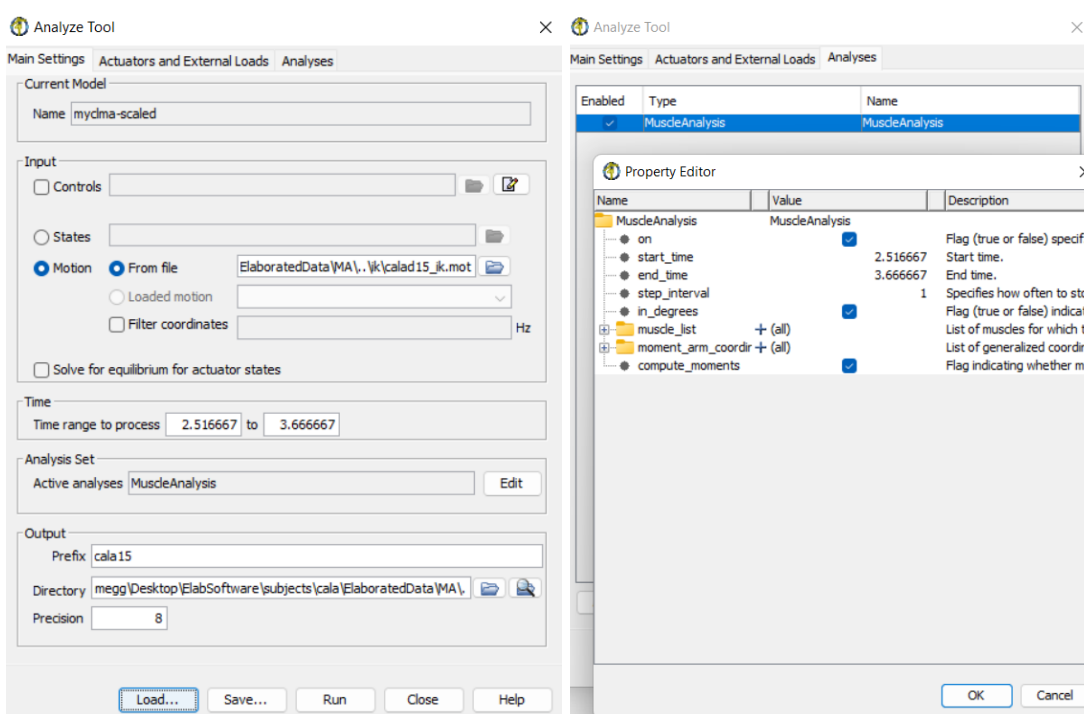 Analyze Tool
Main Settings Actuators and External Loads Analyses
Current Model
Name myclma-scaled
Input
Controls
States
Motion From file ElaboratedData\MA\..\ik\calad15_ik.mot
Loaded motion
Filter coordinates Hz
Solve for equilibrium for actuator states
Time
Time range to process 2.516667 to 3.666667
Analysis Set
Active analyses MuscleAnalysis Edit
Output
Prefix cala15
Directory megg\Desktop\ElabSoftware\subjects\cala\ElaboratedData\MA\.
Precision 8
Load... Save... Run Close Help
Analyze Tool
Main Settings Actuators and External Loads Analyses
Enabled Type Name
MuscleAnalysis MuscleAnalysis
Property Editor
Name Value Description
MuscleAnalysis MuscleAnalysis
on Flag (true or false) specif
start_time 2.516667 Start time.
end_time 3.666667 End time.
step_interval 1 Specifies how often to sto
in_degrees Flag (true or false) indicat
muscle_list (all) List of muscles for which t
moment_arm_coordir (all) List of generalized coordin
compute_moments Flag indicating whether m
OK Cancel